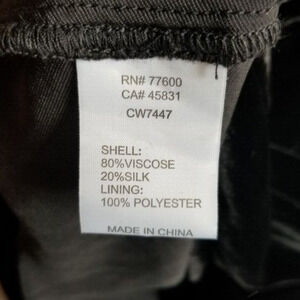 RN# 77600
CA# 45831
CW7447
SHELL:
80%VISCOSE
20%SILK
LINING:
100% POLYESTER
MADE IN CHINA